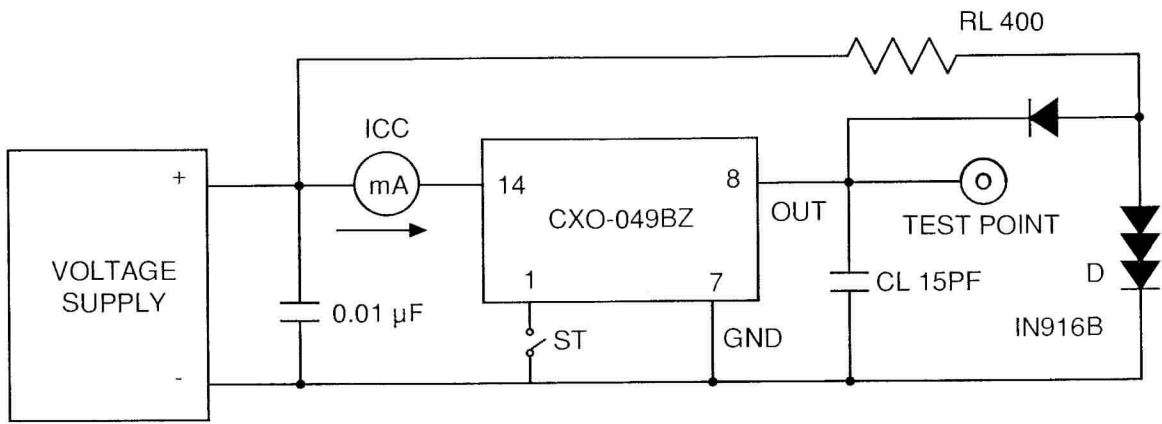 RL 400
ICC
+
mA
14
8
CXO-049BZ
OUT
TEST POINT
VOLTAGE
SUPPLY
1
7
D
0.01 µF
ST
GND
CL 15PF
IN916B
-